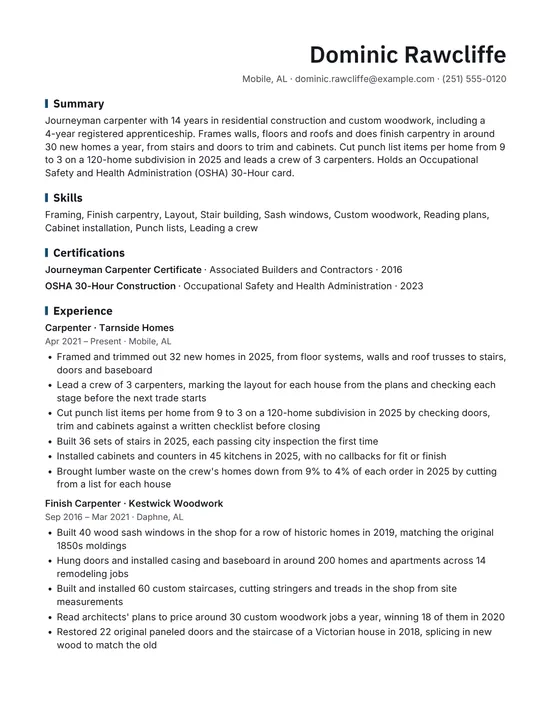 Dominic Rawcliffe
Mobile, AL · dominic.rawcliffe@example.com · (251) 555-0120
Summary
Journeyman carpenter with 14 years in residential construction and custom woodwork, including a
4-year registered apprenticeship. Frames walls, floors and roofs and does finish carpentry in around
30 new homes a year, from stairs and doors to trim and cabinets. Cut punch list items per home from 9
to 3 on a 120-home subdivision in 2025 and leads a crew of 3 carpenters. Holds an Occupational
Safety and Health Administration (OSHA) 30-Hour card.
Skills
Framing, Finish carpentry, Layout, Stair building, Sash windows, Custom woodwork, Reading plans,
Cabinet installation, Punch lists, Leading a crew
Certifications
Journeyman Carpenter Certificate · Associated Builders and Contractors · 2016
OSHA 30-Hour Construction · Occupational Safety and Health Administration · 2023
Experience
Carpenter · Tarnside Homes
Apr 2021 – Present · Mobile, AL
• Framed and trimmed out 32 new homes in 2025, from floor systems, walls and roof trusses to stairs,
doors and baseboard
• Lead a crew of 3 carpenters, marking the layout for each house from the plans and checking each
stage before the next trade starts
• Cut punch list items per home from 9 to 3 on a 120-home subdivision in 2025 by checking doors,
trim and cabinets against a written checklist before closing
• Built 36 sets of stairs in 2025, each passing city inspection the first time
• Installed cabinets and counters in 45 kitchens in 2025, with no callbacks for fit or finish
• Brought lumber waste on the crew's homes down from 9% to 4% of each order in 2025 by cutting
from a list for each house
Finish Carpenter · Kestwick Woodwork
Sep 2016 – Mar 2021 · Daphne, AL
• Built 40 wood sash windows in the shop for a row of historic homes in 2019, matching the original
1850s moldings
• Hung doors and installed casing and baseboard in around 200 homes and apartments across 14
remodeling jobs
• Built and installed 60 custom staircases, cutting stringers and treads in the shop from site
measurements
• Read architects' plans to price around 30 custom woodwork jobs a year, winning 18 of them in 2020
• Restored 22 original paneled doors and the staircase of a Victorian house in 2018, splicing in new
wood to match the old